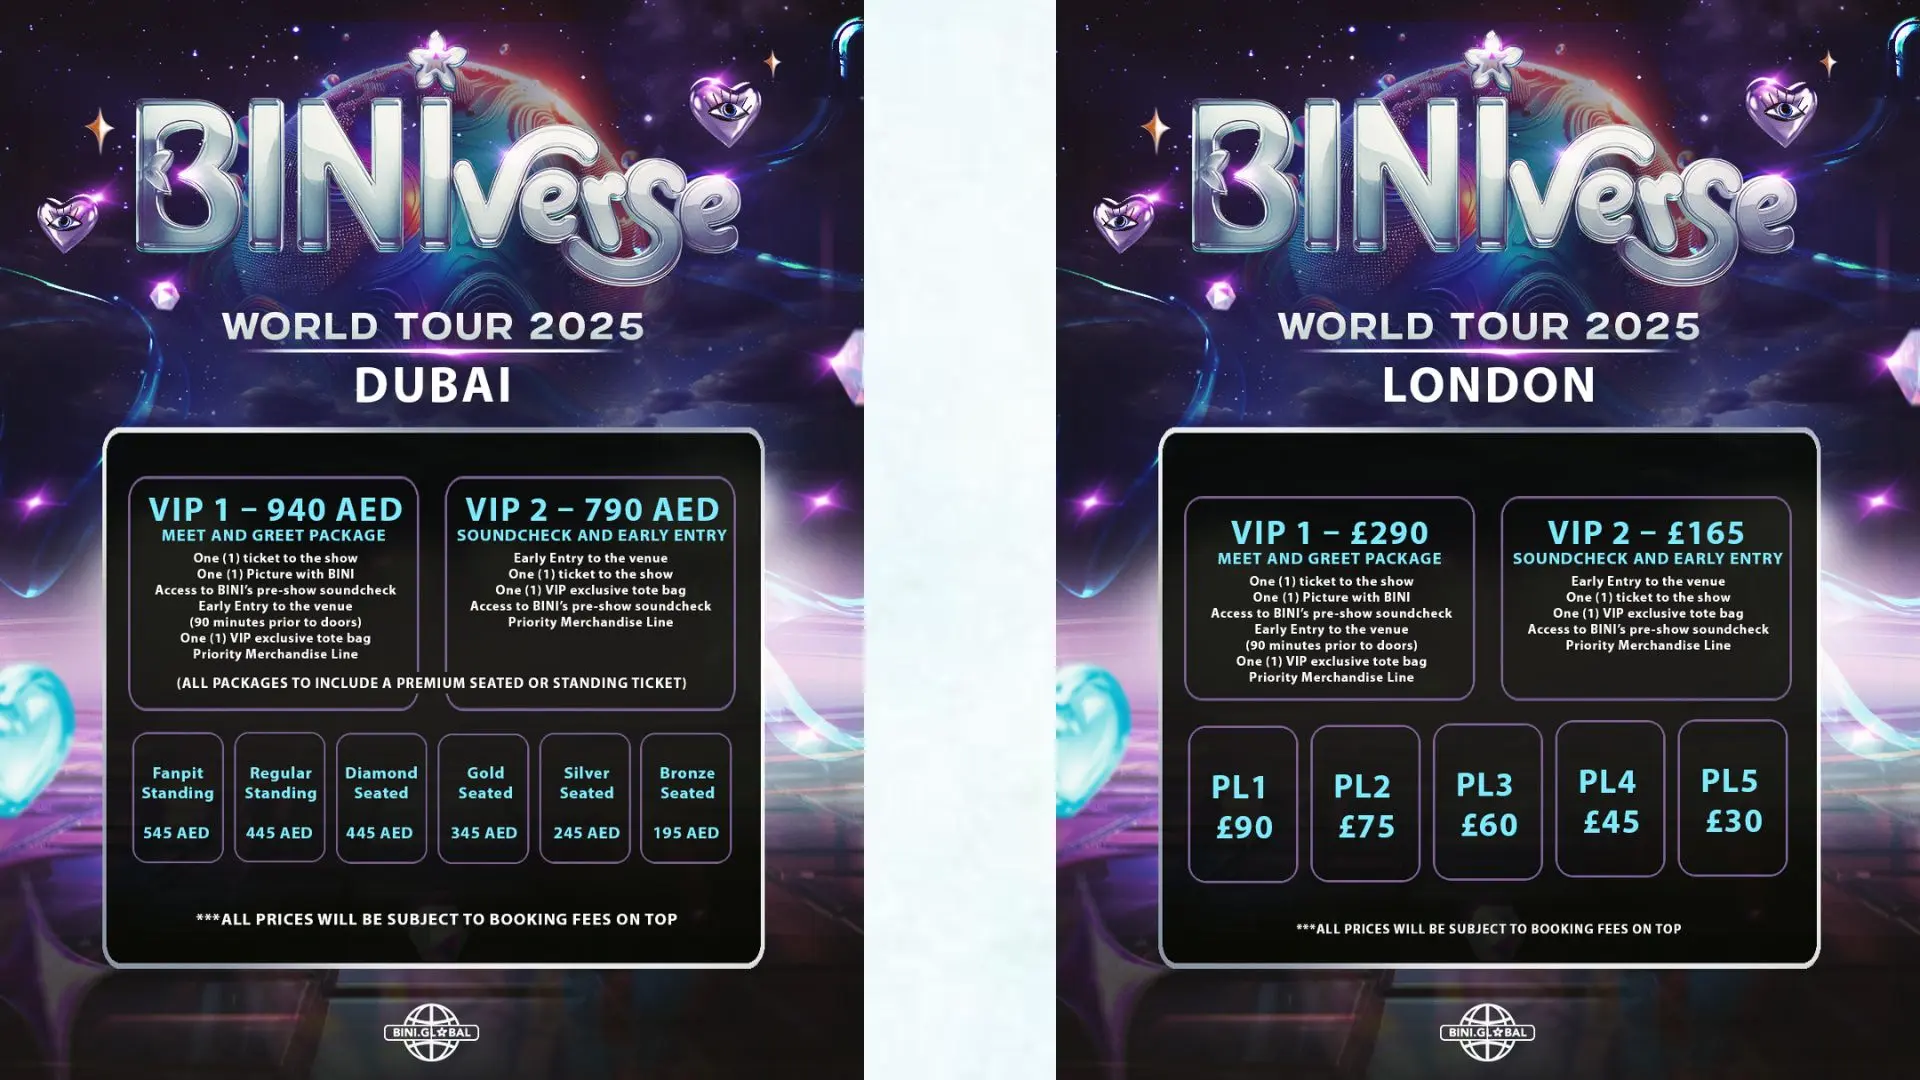 BINIverse
WORLD TOUR 2025
DUBAI
VIP 1 – 940 AED
MEET AND GREET PACKAGE
One (1) ticket to the show
One (1) Picture with BINI
Access to BINI's pre-show soundcheck
Early Entry to the venue
(90 minutes prior to doors)
One (1) VIP exclusive tote bag
Priority Merchandise Line
VIP 2 – 790 AED
SOUNDCHECK AND EARLY ENTRY
Early Entry to the venue
One (1) ticket to the show
One (1) VIP exclusive tote bag
Access to BINI's pre-show soundcheck
Priority Merchandise Line
(ALL PACKAGES TO INCLUDE A PREMIUM SEATED OR STANDING TICKET)
Fanpit
Standing
545 AED
Regular
Standing
445 AED
Diamond
Seated
445 AED
Gold
Seated
345 AED
Silver
Seated
245 AED
Bronze
Seated
195 AED
***ALL PRICES WILL BE SUBJECT TO BOOKING FEES ON TOP
BINI.GLOBAL
BINIverse
WORLD TOUR 2025
LONDON
VIP 1 – £290
MEET AND GREET PACKAGE
One (1) ticket to the show
One (1) Picture with BINI
Access to BINI's pre-show soundcheck
Early Entry to the venue
(90 minutes prior to doors)
One (1) VIP exclusive tote bag
Priority Merchandise Line
VIP 2 – £165
SOUNDCHECK AND EARLY ENTRY
Early Entry to the venue
One (1) ticket to the show
One (1) VIP exclusive tote bag
Access to BINI's pre-show soundcheck
Priority Merchandise Line
PL1
£90
PL2
£75
PL3
£60
PL4
£45
PL5
£30
***ALL PRICES WILL BE SUBJECT TO BOOKING FEES ON TOP
BINI.GLOBAL